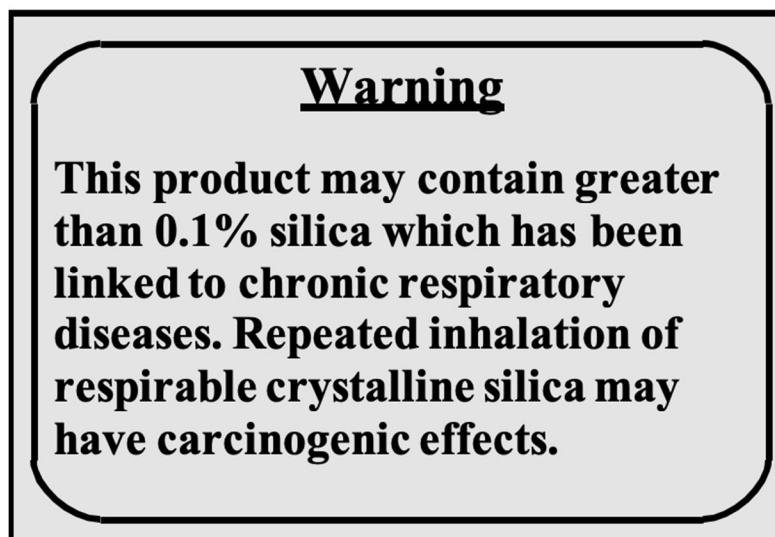 Warning
This product may contain greater
than 0.1% silica which has been
linked to chronic respiratory
diseases. Repeated inhalation of
respirable crystalline silica may
have carcinogenic effects.